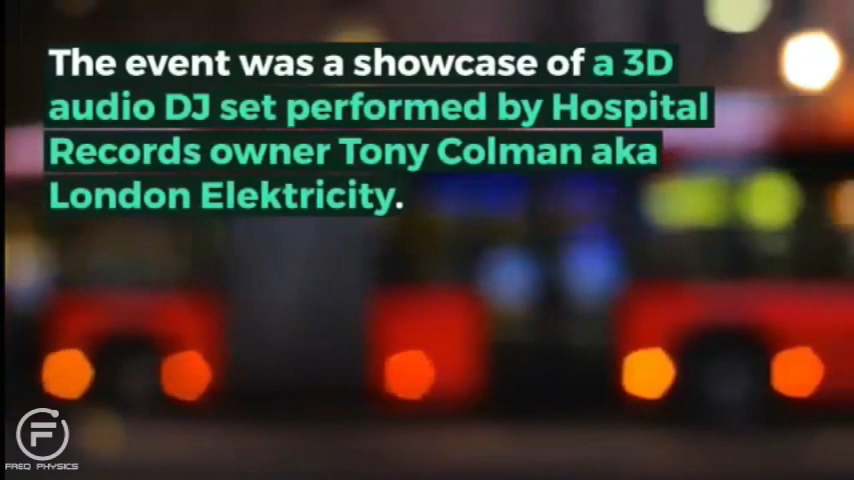 The event was a showcase of a 3D
audio DJ set performed by Hospital
Records owner Tony Colman aka
London Elektricity.
F
FREQ PHYSICS